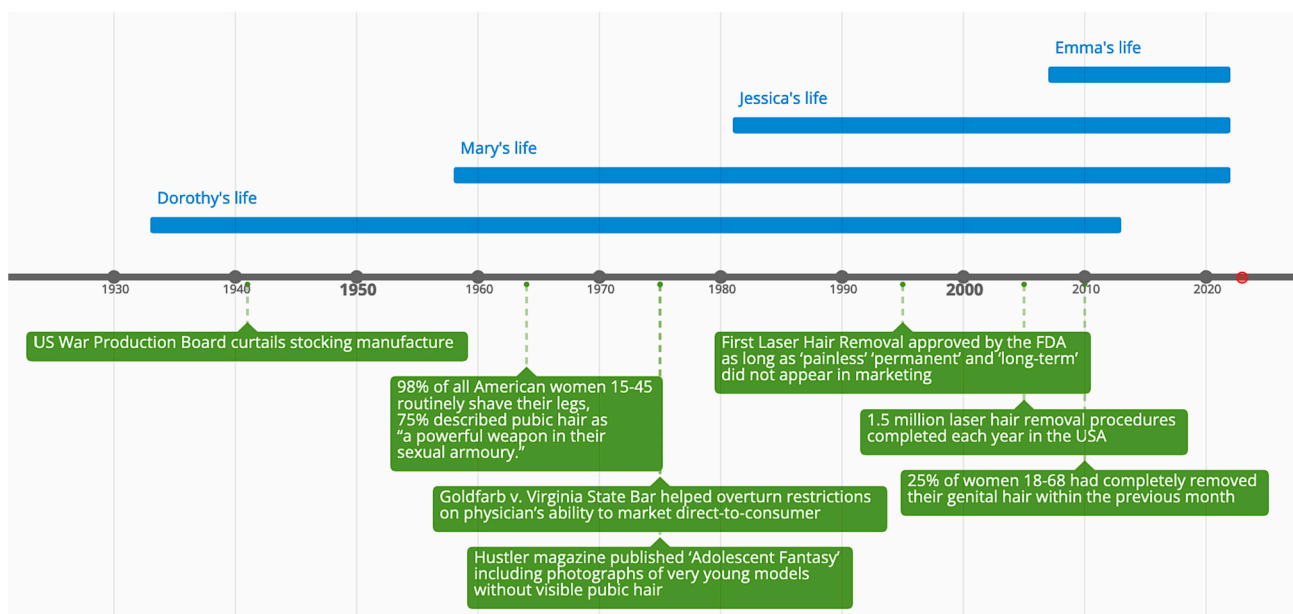 Emma's life
Jessica's life
Mary's life
Dorothy's life
1930
1940
1950
1960
1970
1980
1990
2000
2010
2020
US War Production Board curtails stocking manufacture
98% of all American women 15-45
routinely shave their legs,
75% described pubic hair as
“a powerful weapon in their
sexual armoury.”
Goldfarb v. Virginia State Bar helped overturn restrictions
on physician’s ability to market direct-to-consumer
Hustler magazine published ‘Adolescent Fantasy’
including photographs of very young models
without visible pubic hair
First Laser Hair Removal approved by the FDA
as long as ‘painless’ ‘permanent’ and ‘long-term’
did not appear in marketing
1.5 million laser hair removal procedures
completed each year in the USA
25% of women 18-68 had completely removed
their genital hair within the previous month